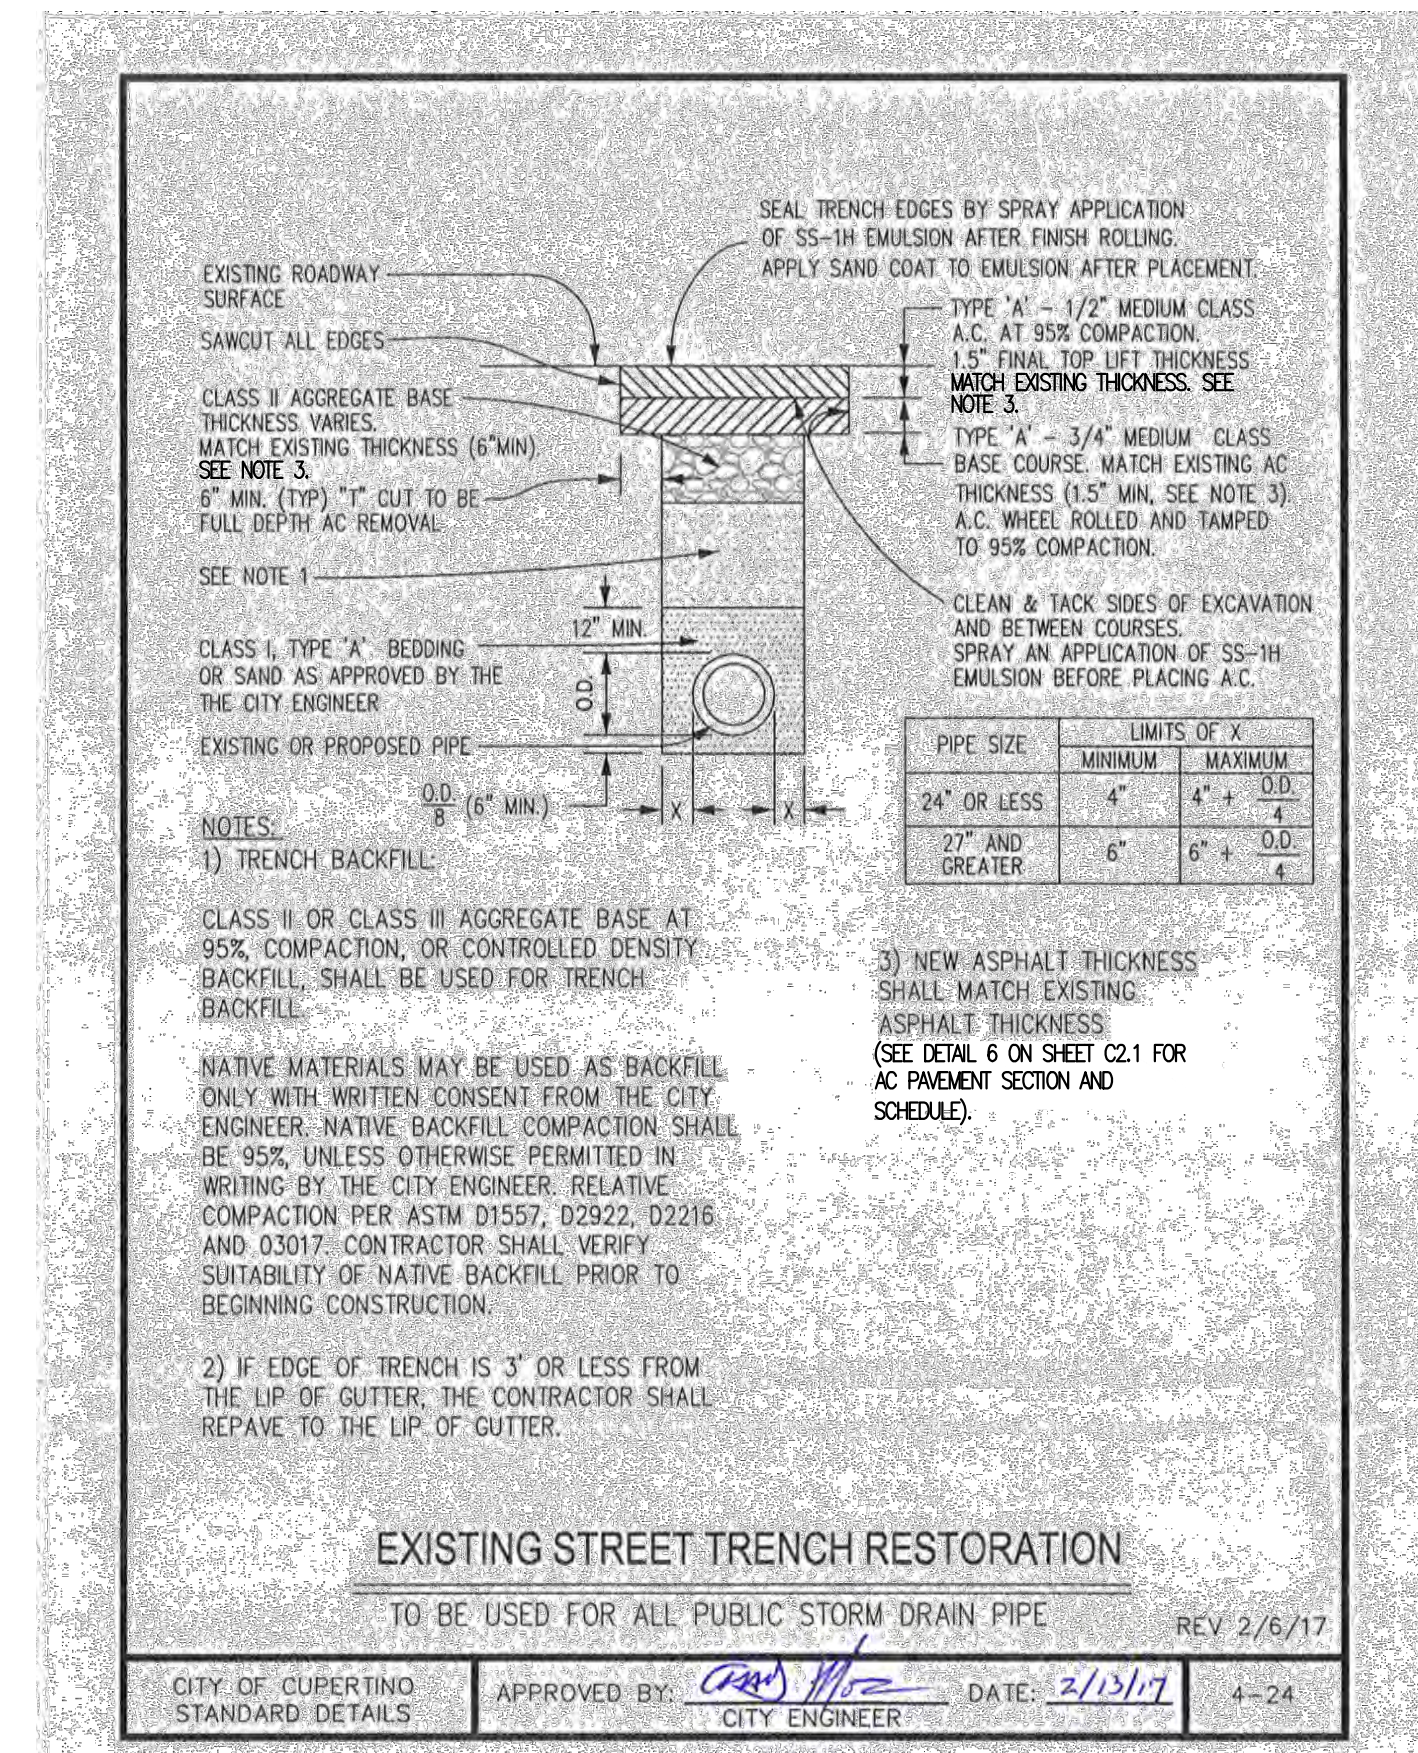 SEAL TRENCH EDGES BY SPRAY APPLICATION
OF SS-1H EMULSION AFTER FINISH ROLLING.
APPLY SAND COAT TO EMULSION AFTER PLACEMENT.
EXISTING ROADWAY
SURFACE
SAWCUT ALL EDGES
CLASS II AGGREGATE BASE
THICKNESS VARIES.
MATCH EXISTING THICKNESS (6"MIN)
SEE NOTE 3.
6" MIN. (TYP) "T" CUT TO BE
FULL DEPTH AC REMOVAL
SEE NOTE 1
12" MIN.
CLASS I, TYPE 'A' BEDDING
OR SAND AS APPROVED BY THE
THE CITY ENGINEER
O.D.
EXISTING OR PROPOSED PIPE
O.D.
8
(6" MIN.)
X
X
TYPE 'A' - 1/2" MEDIUM CLASS
A.C. AT 95% COMPACTION.
1.5" FINAL TOP LIFT THICKNESS
MATCH EXISTING THICKNESS. SEE
NOTE 3.
TYPE 'A' - 3/4" MEDIUM CLASS
BASE COURSE. MATCH EXISTING AC
THICKNESS (1.5" MIN, SEE NOTE 3).
A.C. WHEEL ROLLED AND TAMPED
TO 95% COMPACTION.
CLEAN & TACK SIDES OF EXCAVATION
AND BETWEEN COURSES.
SPRAY AN APPLICATION OF SS-1H
EMULSION BEFORE PLACING A.C.
PIPE SIZE
LIMITS OF X
MINIMUM
MAXIMUM
24" OR LESS
4"
4" + O.D.
4
27" AND
GREATER
6"
6" + O.D.
4
NOTES:
1) TRENCH BACKFILL:
CLASS II OR CLASS III AGGREGATE BASE AT
95%, COMPACTION, OR CONTROLLED DENSITY
BACKFILL, SHALL BE USED FOR TRENCH
BACKFILL.
NATIVE MATERIALS MAY BE USED AS BACKFILL
ONLY WITH WRITTEN CONSENT FROM THE CITY
ENGINEER. NATIVE BACKFILL COMPACTION SHALL
BE 95%, UNLESS OTHERWISE PERMITTED IN
WRITING BY THE CITY ENGINEER. RELATIVE
COMPACTION PER ASTM D1557, D2922, D2216
AND 03017. CONTRACTOR SHALL VERIFY
SUITABILITY OF NATIVE BACKFILL PRIOR TO
BEGINNING CONSTRUCTION.
2) IF EDGE OF TRENCH IS 3' OR LESS FROM
THE LIP OF GUTTER, THE CONTRACTOR SHALL
REPAVE TO THE LIP OF GUTTER.
3) NEW ASPHALT THICKNESS
SHALL MATCH EXISTING
ASPHALT THICKNESS
(SEE DETAIL 6 ON SHEET C2.1 FOR
AC PAVEMENT SECTION AND
SCHEDULE).
EXISTING STREET TRENCH RESTORATION
TO BE USED FOR ALL PUBLIC STORM DRAIN PIPE
REV 2/6/17
CITY OF CUPERTINO
STANDARD DETAILS
APPROVED BY:
CITY ENGINEER
DATE: 2/13/17
4-24